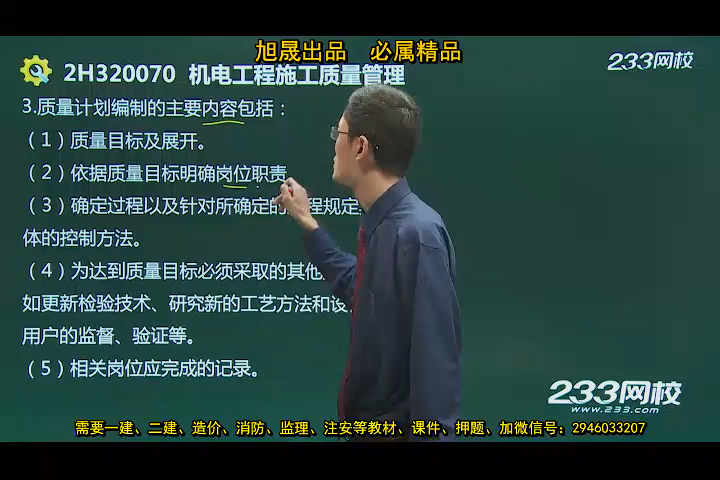 旭晟出品 必属精品
233网校
2H320070 机电工程施工质量管理
3.质量计划编制的主要内容包括：
（1）质量目标及展开。
（2）依据质量目标明确岗位职责
（3）确定过程以及针对所确定的
程规定
体的控制方法。
（4）为达到质量目标必须采取的其他
如更新检验技术、研究新的工艺方法和设
用户的监督、验证等。
（5）相关岗位应完成的记录。
233网校
www.233.com
需要一建、二建、造价、消防、监理、注安等教材、课件、押题、加微信号：2946033207